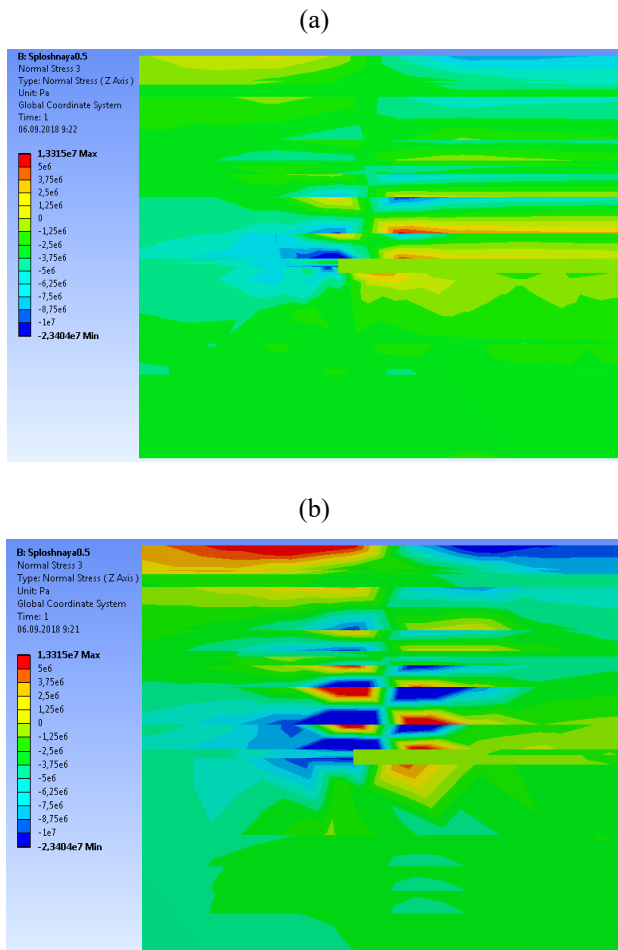 (a)
B: Sploshnaya0.5
Normal Stress 3
Type: Normal Stress ( Z Axis )
Unit: Pa
Global Coordinate System
Time: 1
06.09.2018 9:22
1,3315e7 Max
5e6
3,75e6
2,5e6
1,25e6
0
-1,25e6
-2,5e6
-3,75e6
-5e6
-6,25e6
-7,5e6
-8,75e6
-1e7
-2,3404e7 Min
(b)
B: Sploshnaya0.5
Normal Stress 3
Type: Normal Stress ( Z Axis )
Unit: Pa
Global Coordinate System
Time: 1
06.09.2018 9:21
1,3315e7 Max
5e6
3,75e6
2,5e6
1,25e6
0
-1,25e6
-2,5e6
-3,75e6
-5e6
-6,25e6
-7,5e6
-8,75e6
-1e7
-2,3404e7 Min